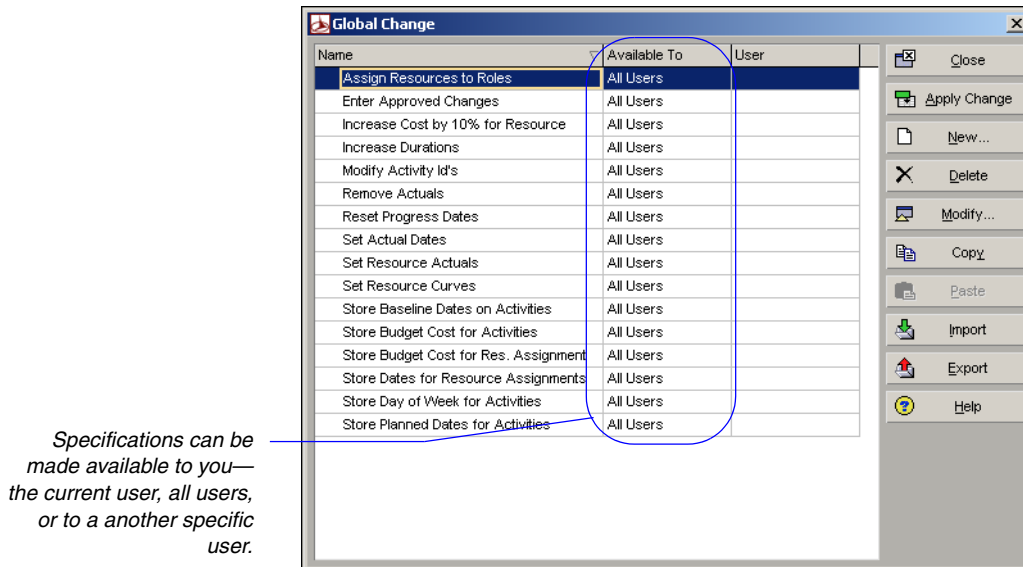 Global Change
Name Available To User
Assign Resources to Roles All Users
Enter Approved Changes All Users
Increase Cost by 10% for Resource All Users
Increase Durations All Users
Modify Activity Id's All Users
Remove Actuals All Users
Reset Progress Dates All Users
Set Actual Dates All Users
Set Resource Actuals All Users
Set Resource Curves All Users
Store Baseline Dates on Activities All Users
Store Budget Cost for Activities All Users
Store Budget Cost for Res. Assignment All Users
Store Dates for Resource Assignments All Users
Store Day of Week for Activities All Users
Store Planned Dates for Activities All Users
Close
Apply Change
New...
Delete
Modify...
Copy
Paste
Import
Export
Help
Specifications can be
made available to you—
the current user, all users,
or to a another specific
user.